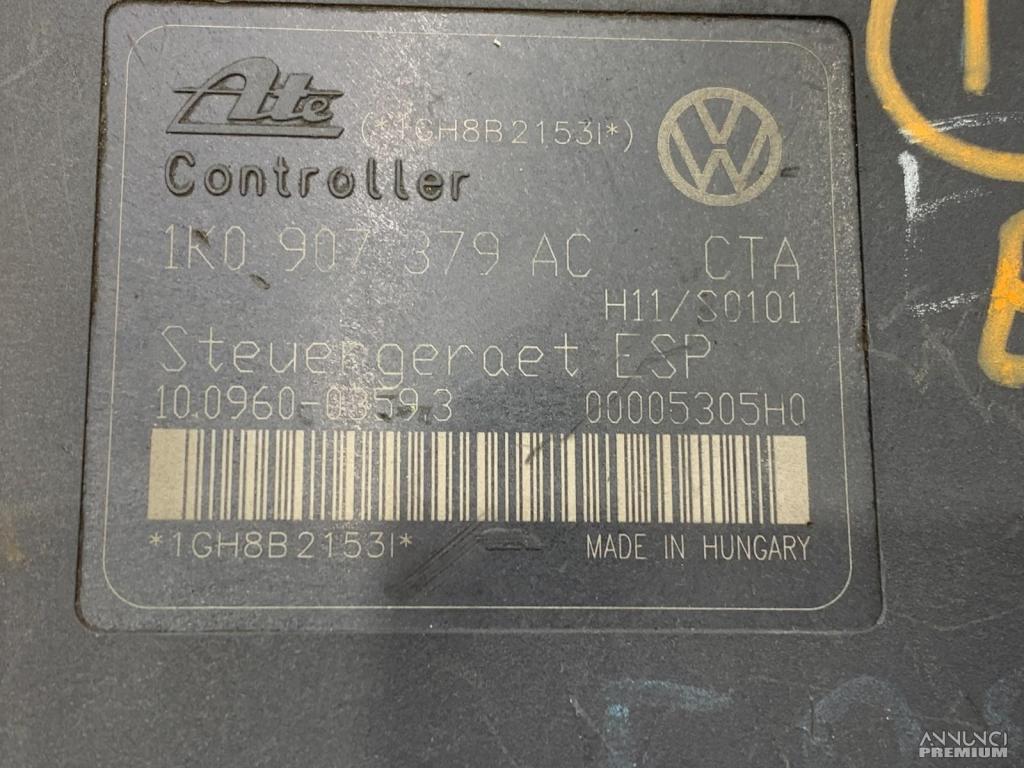 Ate (*1GH8B2153I*)
Controller
1K0 907 379 AC CTA
H11/S0101
Steuergeraet ESP
10.0960-0359.3 00005305H0
*1GH8B2153I*
MADE IN HUNGARY
ANNUNCI
PREMIUM